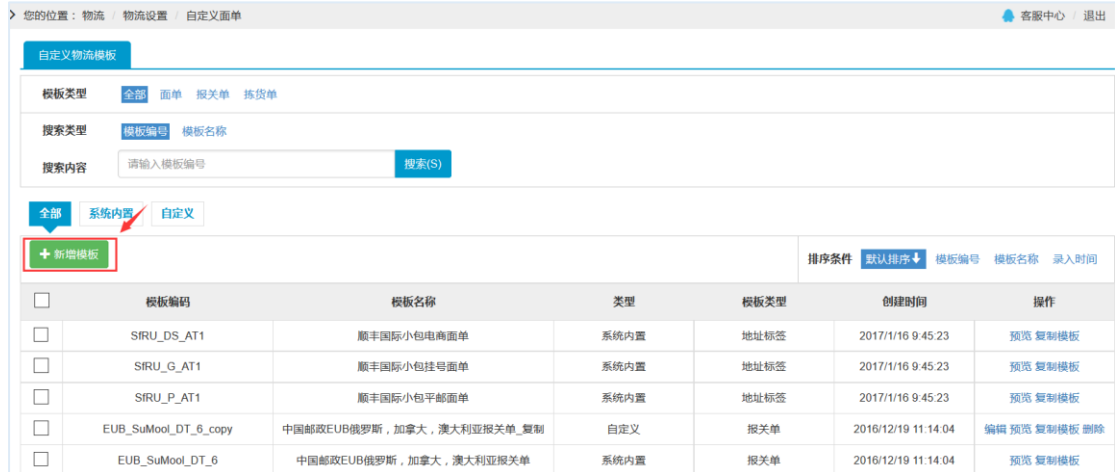 您的位置： 物流 / 物流设置 / 自定义面单 客服中心 / 退出
自定义物流模板
模板类型 全部 面单 报关单 拣货单
搜索类型 模板编号 模板名称
搜索内容 请输入模板编号 搜索(S)
全部 系统内置 自定义
新增模板 排序条件 默认排序 模板编号 模板名称 录入时间
模板编码 模板名称 类型 模板类型 创建时间 操作
SfRU_DS_AT1 顺丰国际小包电商面单 系统内置 地址标签 2017/1/16 9:45:23 预览 复制模板
SfRU_G_AT1 顺丰国际小包挂号面单 系统内置 地址标签 2017/1/16 9:45:23 预览 复制模板
SfRU_P_AT1 顺丰国际小包平邮面单 系统内置 地址标签 2017/1/16 9:45:23 预览 复制模板
EUB_SuMool_DT_6_copy 中国邮政EUB俄罗斯，加拿大，澳大利亚报关单_复制 自定义 报关单 2016/12/19 11:14:04 编辑 预览 复制模板 删除
EUB_SuMool_DT_6 中国邮政EUB俄罗斯，加拿大，澳大利亚报关单 系统内置 报关单 2016/12/19 11:14:04 预览 复制模板